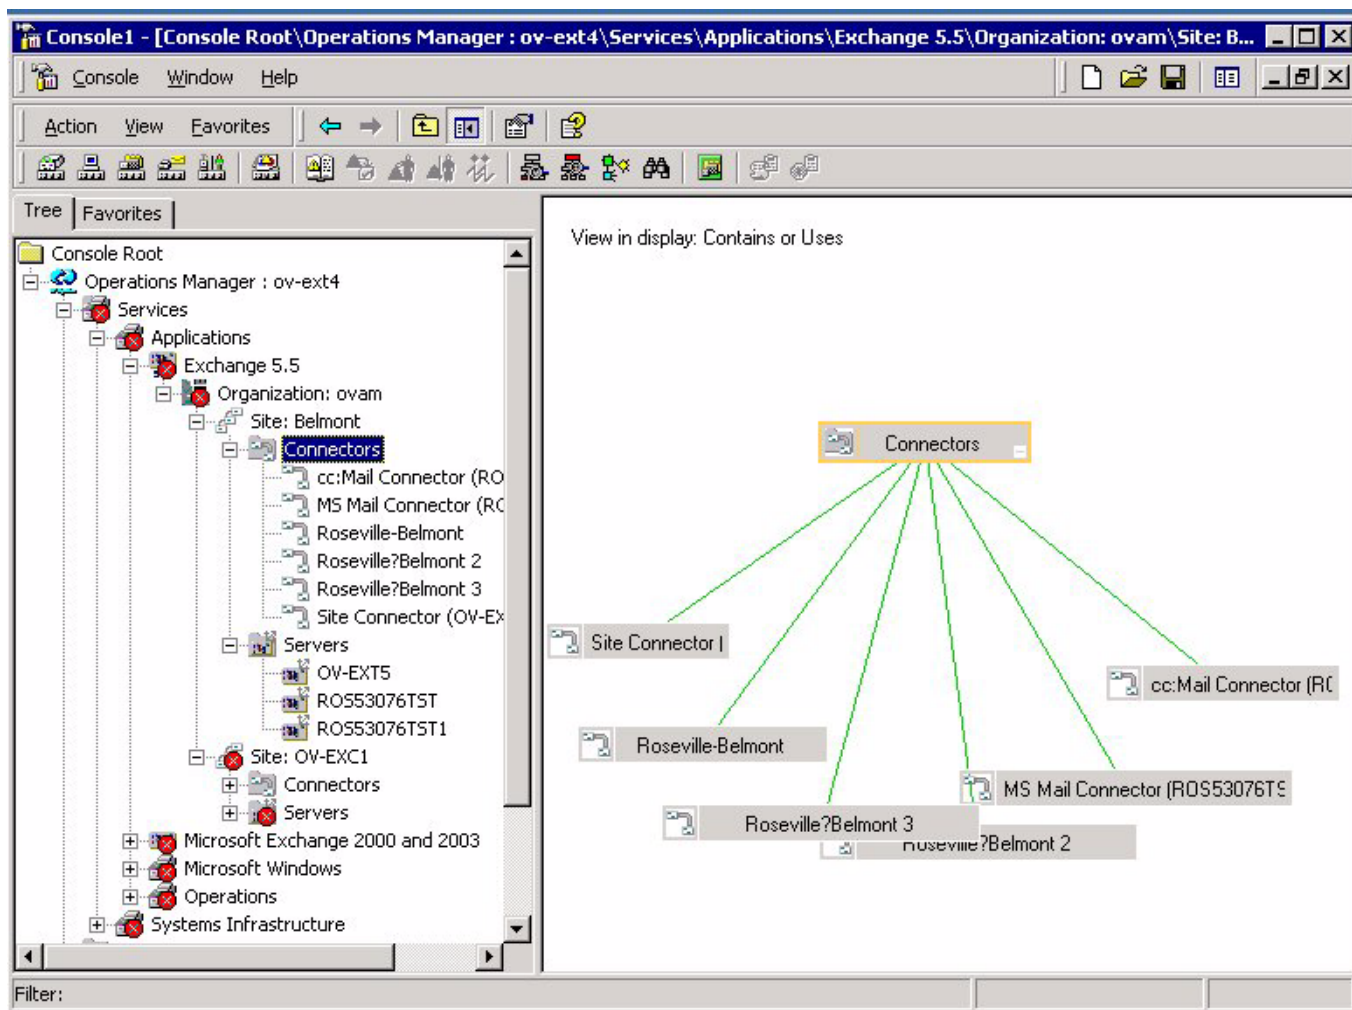 Console1 - [Console Root\Operations Manager : ov-ext4\Services\Applications\Exchange 5.5\Organization: ovam\Site: B...
Console Window Help
Action View Favorites
Tree Favorites
Console Root
Operations Manager : ov-ext4
Services
Applications
Exchange 5.5
Organization: ovam
Site: Belmont
Connectors
cc:Mail Connector (RO
MS Mail Connector (RO
Roseville-Belmont
Roseville?Belmont 2
Roseville?Belmont 3
Site Connector (OV-EX
Servers
OV-EXT5
ROS53076TST
ROS53076TST1
Site: OV-EXC1
Connectors
Servers
Microsoft Exchange 2000 and 2003
Microsoft Windows
Operations
Systems Infrastructure
View in display: Contains or Uses
Connectors
Site Connector (
cc:Mail Connector (RO
Roseville-Belmont
MS Mail Connector (ROS53076TS
Roseville?Belmont 3
Roseville?Belmont 2
Filter: